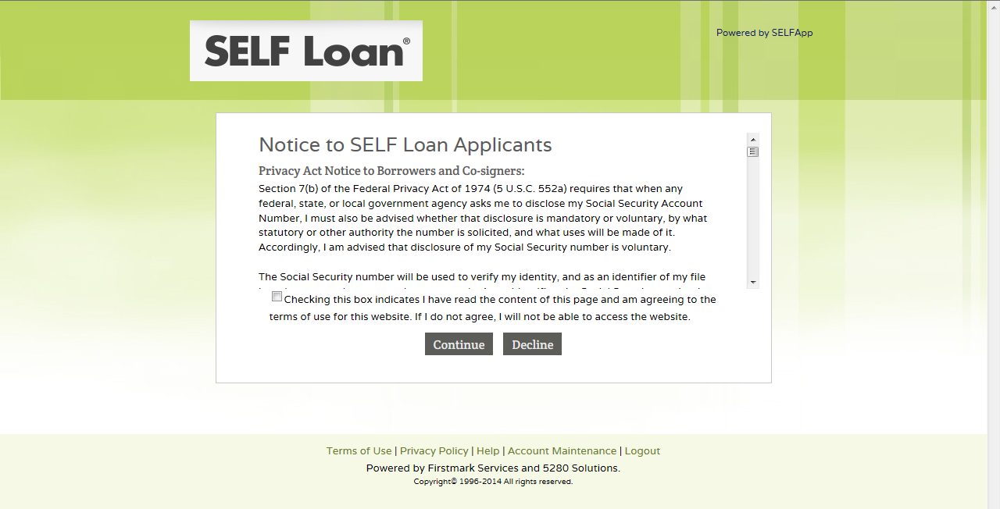 SELF Loan®
Powered by SELFApp
Notice to SELF Loan Applicants
Privacy Act Notice to Borrowers and Co-signers:
Section 7(b) of the Federal Privacy Act of 1974 (5 U.S.C. 552a) requires that when any
federal, state, or local government agency asks me to disclose my Social Security Account
Number, I must also be advised whether that disclosure is mandatory or voluntary, by what
statutory or other authority the number is solicited, and what uses will be made of it.
Accordingly, I am advised that disclosure of my Social Security number is voluntary.
The Social Security number will be used to verify my identity, and as an identifier of my file
Checking this box indicates I have read the content of this page and am agreeing to the
terms of use for this website. If I do not agree, I will not be able to access the website.
Continue Decline
Terms of Use | Privacy Policy | Help | Account Maintenance | Logout
Powered by Firstmark Services and 5280 Solutions.
Copyright© 1996-2014 All rights reserved.